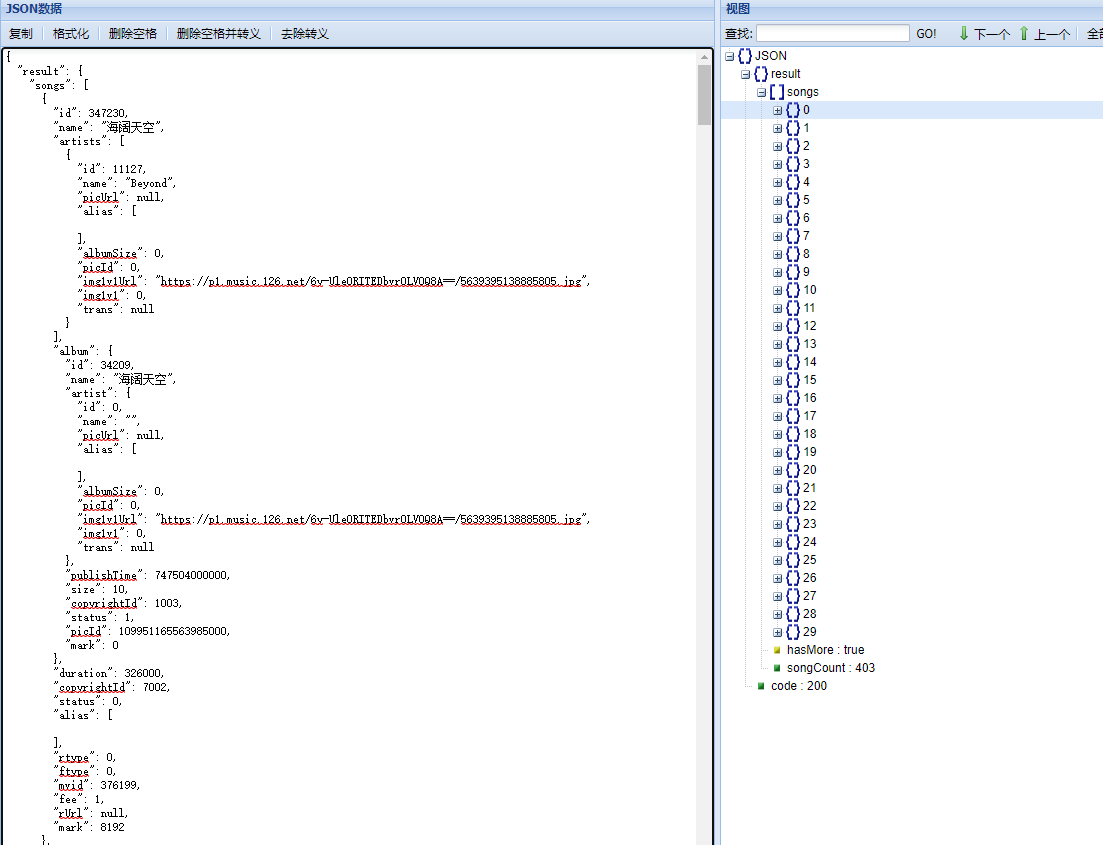 JSON数据
复制 格式化 删除空格 删除空格并转义 去除转义
{
"result": {
"songs": [
{
"id": 347230,
"name": "海阔天空",
"artists": [
{
"id": 11127,
"name": "Beyond",
"picUrl": null,
"alias": [
],
"albumSize": 0,
"picId": 0,
"img1v1Url": "https://p1.music.126.net/6y-UleORITEDbvrOLV0Q8A==/5639395138885805.jpg",
"img1v1": 0,
"trans": null
}
],
"album": {
"id": 34209,
"name": "海阔天空",
"artist": {
"id": 0,
"name": "",
"picUrl": null,
"alias": [
],
"albumSize": 0,
"picId": 0,
"img1v1Url": "https://p1.music.126.net/6y-UleORITEDbvrOLV0Q8A==/5639395138885805.jpg",
"img1v1": 0,
"trans": null
},
"publishTime": 747504000000,
"size": 10,
"copyrightId": 1003,
"status": 1,
"picId": 109951165563985000,
"mark": 0
},
"duration": 326000,
"copyrightId": 7002,
"status": 0,
"alias": [
],
"rtype": 0,
"ftype": 0,
"mvid": 376199,
"fee": 1,
"rUrl": null,
"mark": 8192
},
视图
查找: GO! 下一个 上一个 全部
JSON
result
songs
0
1
2
3
4
5
6
7
8
9
10
11
12
13
14
15
16
17
18
19
20
21
22
23
24
25
26
27
28
29
hasMore : true
songCount : 403
code : 200